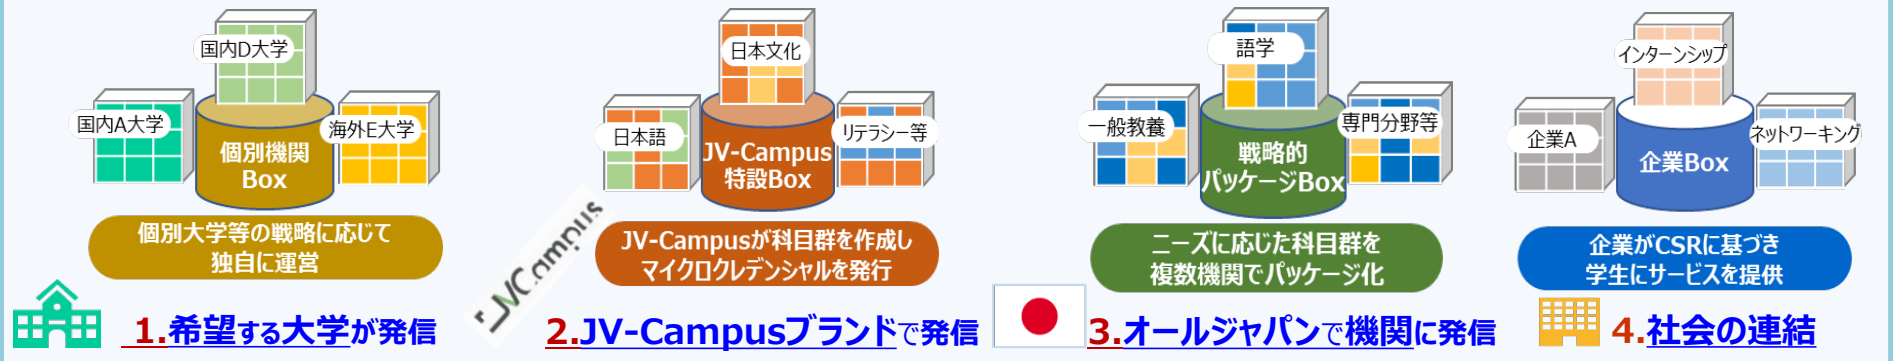 国内D大学
国内A大学
海外E大学
個別機関
Box
個別大学等の戦略に応じて
独自に運営
1.希望する大学が発信
日本文化
日本語
リテラシー等
JV-Campus
特設Box
JV-Campusが科目群を作成し
マイクロクレデンシャルを発行
JVCampus
2.JV-Campusブランドで発信
語学
一般教養
専門分野等
戦略的
パッケージBox
ニーズに応じた科目群を
複数機関でパッケージ化
3.オールジャパンで機関に発信
インターンシップ
企業A
ネットワーキング
企業Box
企業がCSRに基づき
学生にサービスを提供
4.社会の連結